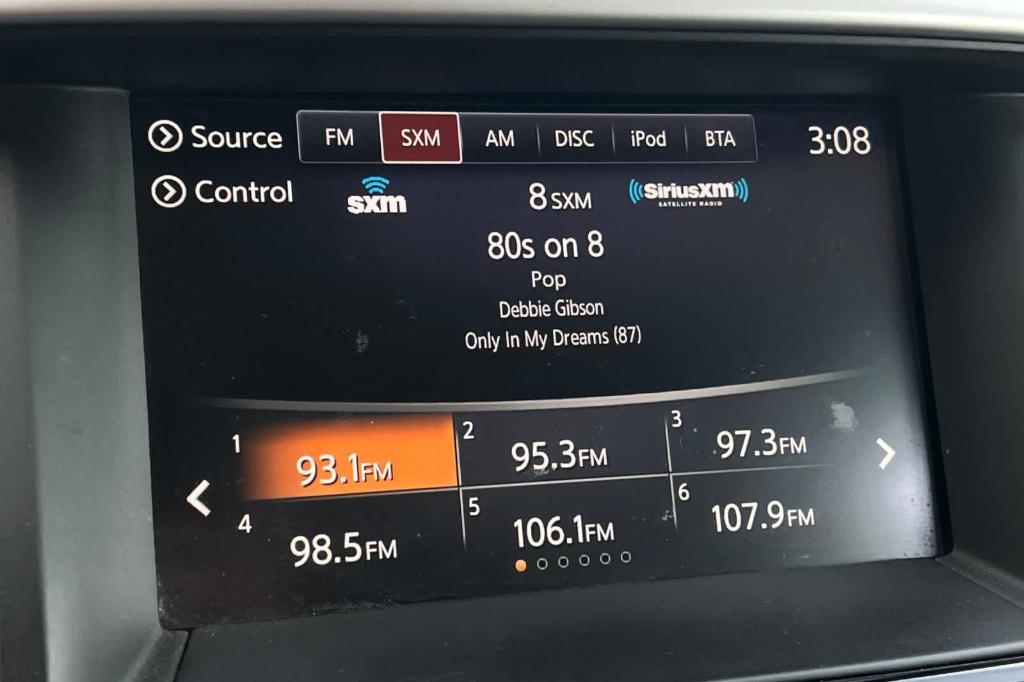 Source FM SXM AM DISC iPod BTA 3:08
Control sxm 8 SXM SiriusXM
SATELLITE RADIO
80s on 8
Pop
Debbie Gibson
Only In My Dreams (87)
1 93.1FM 2 95.3FM 3 97.3FM
4 98.5FM 5 106.1FM 6 107.9FM